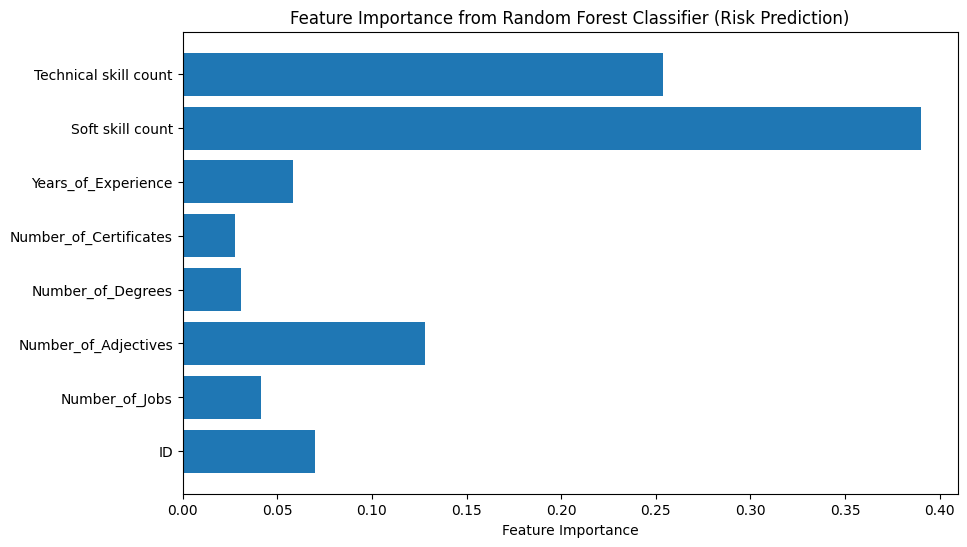 Feature Importance from Random Forest Classifier (Risk Prediction)
Technical skill count
Soft skill count
Years_of_Experience
Number_of_Certificates
Number_of_Degrees
Number_of_Adjectives
Number_of_Jobs
ID
0.00 0.05 0.10 0.15 0.20 0.25 0.30 0.35 0.40
Feature Importance